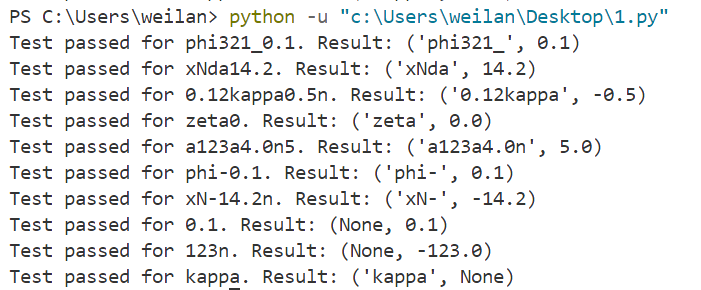 PS C:\Users\weilan> python -u "c:\Users\weilan\Desktop\1.py"
Test passed for phi321_0.1. Result: ('phi321_', 0.1)
Test passed for xNda14.2. Result: ('xNda', 14.2)
Test passed for 0.12kappa0.5n. Result: ('0.12kappa', -0.5)
Test passed for zeta0. Result: ('zeta', 0.0)
Test passed for a123a4.0n5. Result: ('a123a4.0n', 5.0)
Test passed for phi-0.1. Result: ('phi-', 0.1)
Test passed for xN-14.2n. Result: ('xN-', -14.2)
Test passed for 0.1. Result: (None, 0.1)
Test passed for 123n. Result: (None, -123.0)
Test passed for kappa. Result: ('kappa', None)